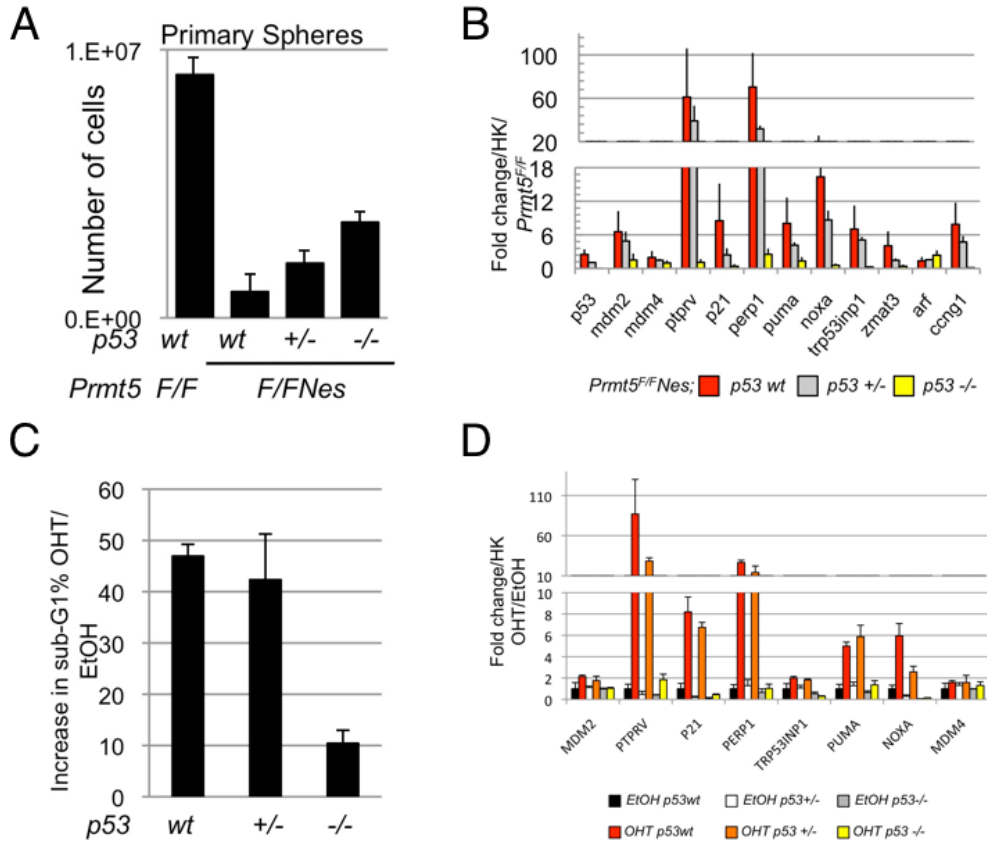 A
Primary Spheres
1.E+07
Number of cells
0.E+00
p53 wt wt +/- -/-
Prmt5 F/F F/FNes
B
Fold change/HK/
Prmt5F/F
100
60
20
18
12
6
0
p53 mdm2 mdm4 ptprv p21 perp1 puma noxa trp53inp1 zmat3 arf ccng1
Prmt5F/FNes; p53 wt p53 +/- p53 -/-
C
Increase in sub-G1% OHT/
EtOH
60
50
40
30
20
10
0
p53 wt +/- -/-
D
Fold change/HK
OHT/EtOH
110
60
10
10
8
6
4
2
0
MDM2 PTPRV P21 PERP1 TRP53INP1 PUMA NOXA MDM4
EtOH p53wt EtOH p53+/- EtOH p53-/-
OHT p53wt OHT p53 +/- OHT p53 -/-